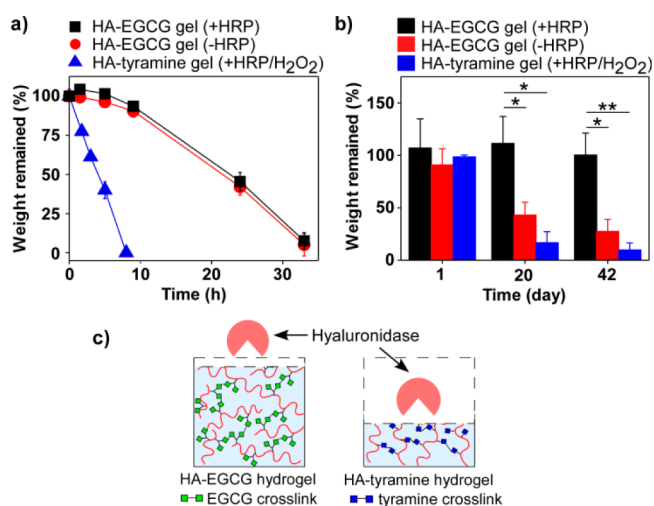 a)
HA-EGCG gel (+HRP)
HA-EGCG gel (-HRP)
HA-tyramine gel (+HRP/H₂O₂)
Weight remained (%)
100
75
50
25
0
0 10 20 30
Time (h)
b)
HA-EGCG gel (+HRP)
HA-EGCG gel (-HRP)
HA-tyramine gel (+HRP/H₂O₂)
Weight remained (%)
150
100
50
0
*
*
**
*
1 20 42
Time (day)
c)
Hyaluronidase
HA-EGCG hydrogel
EGCG crosslink
HA-tyramine hydrogel
tyramine crosslink